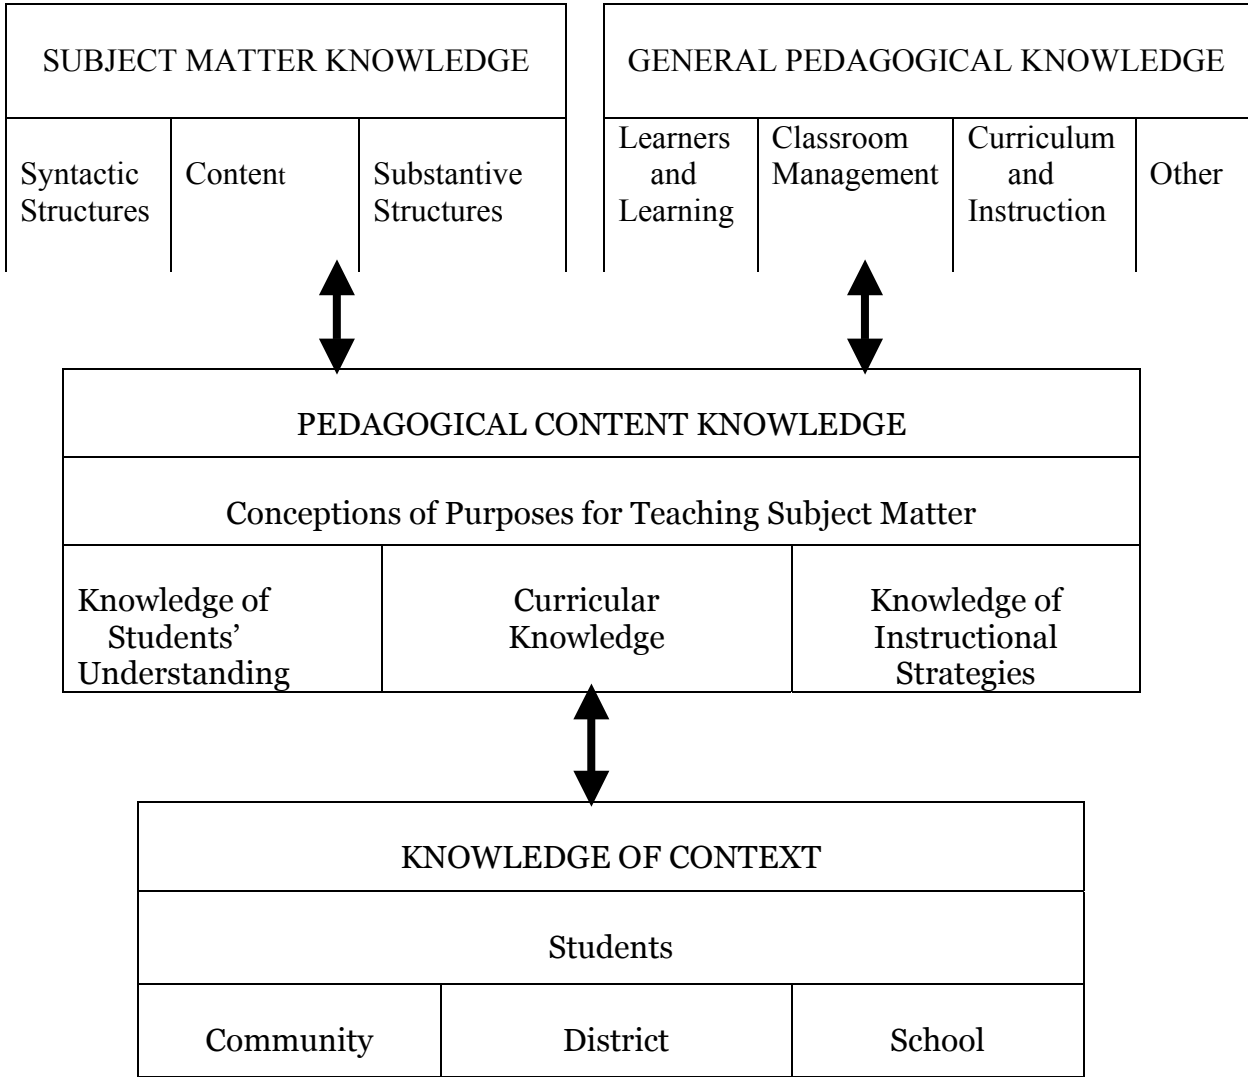 SUBJECT MATTER KNOWLEDGE
Syntactic
Structures
Content
Substantive
Structures
GENERAL PEDAGOGICAL KNOWLEDGE
Learners
and
Learning
Classroom
Management
Curriculum
and
Instruction
Other
PEDAGOGICAL CONTENT KNOWLEDGE
Conceptions of Purposes for Teaching Subject Matter
Knowledge of
Students’
Understanding
Curricular
Knowledge
Knowledge of
Instructional
Strategies
KNOWLEDGE OF CONTEXT
Students
Community
District
School